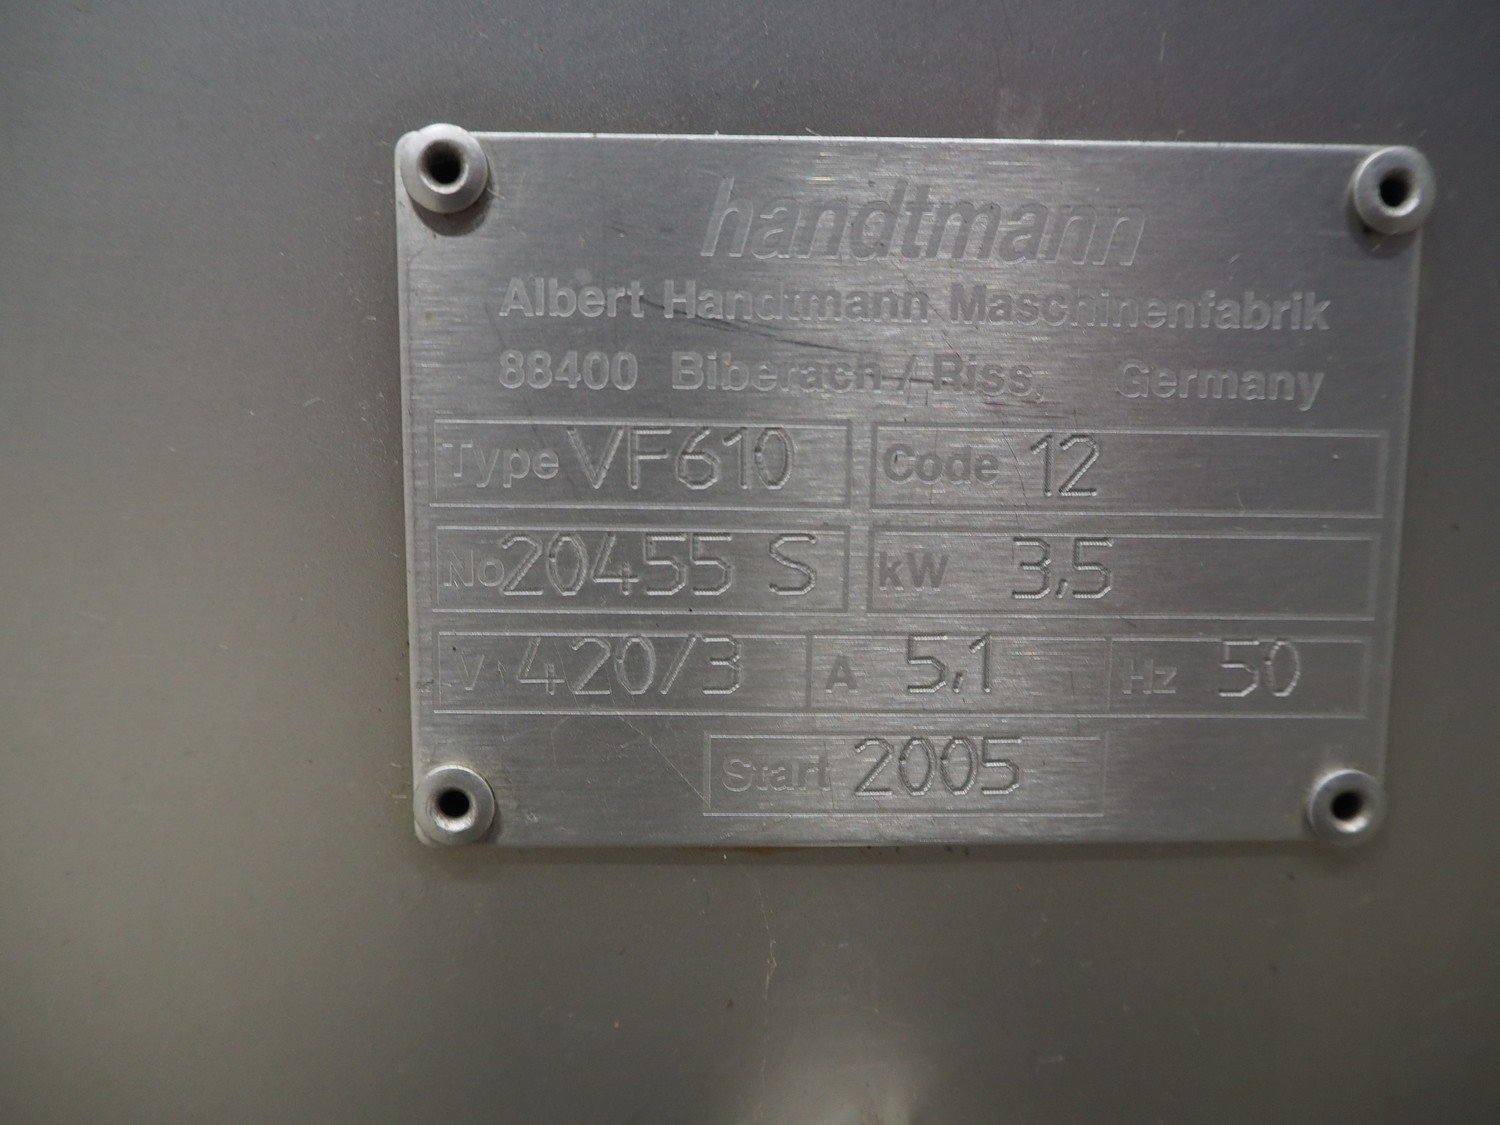 handtmann
Albert Handtmann Maschinenfabrik
88400 Biberach / Riss, Germany
Type VF610 Code 12
No 20455 S kW 3,5
V 420/3 A 5,1 Hz 50
Start 2005